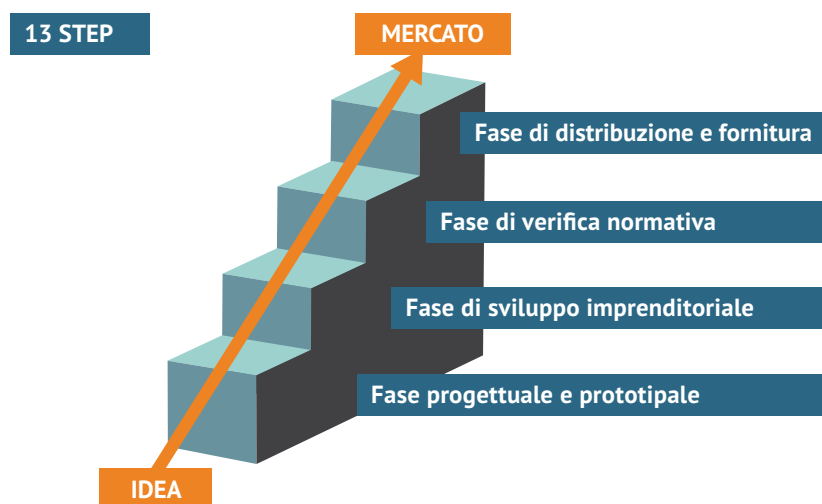 13 STEP
MERCATO
Fase di distribuzione e fornitura
Fase di verifica normativa
Fase di sviluppo imprenditoriale
Fase progettuale e prototipale
IDEA